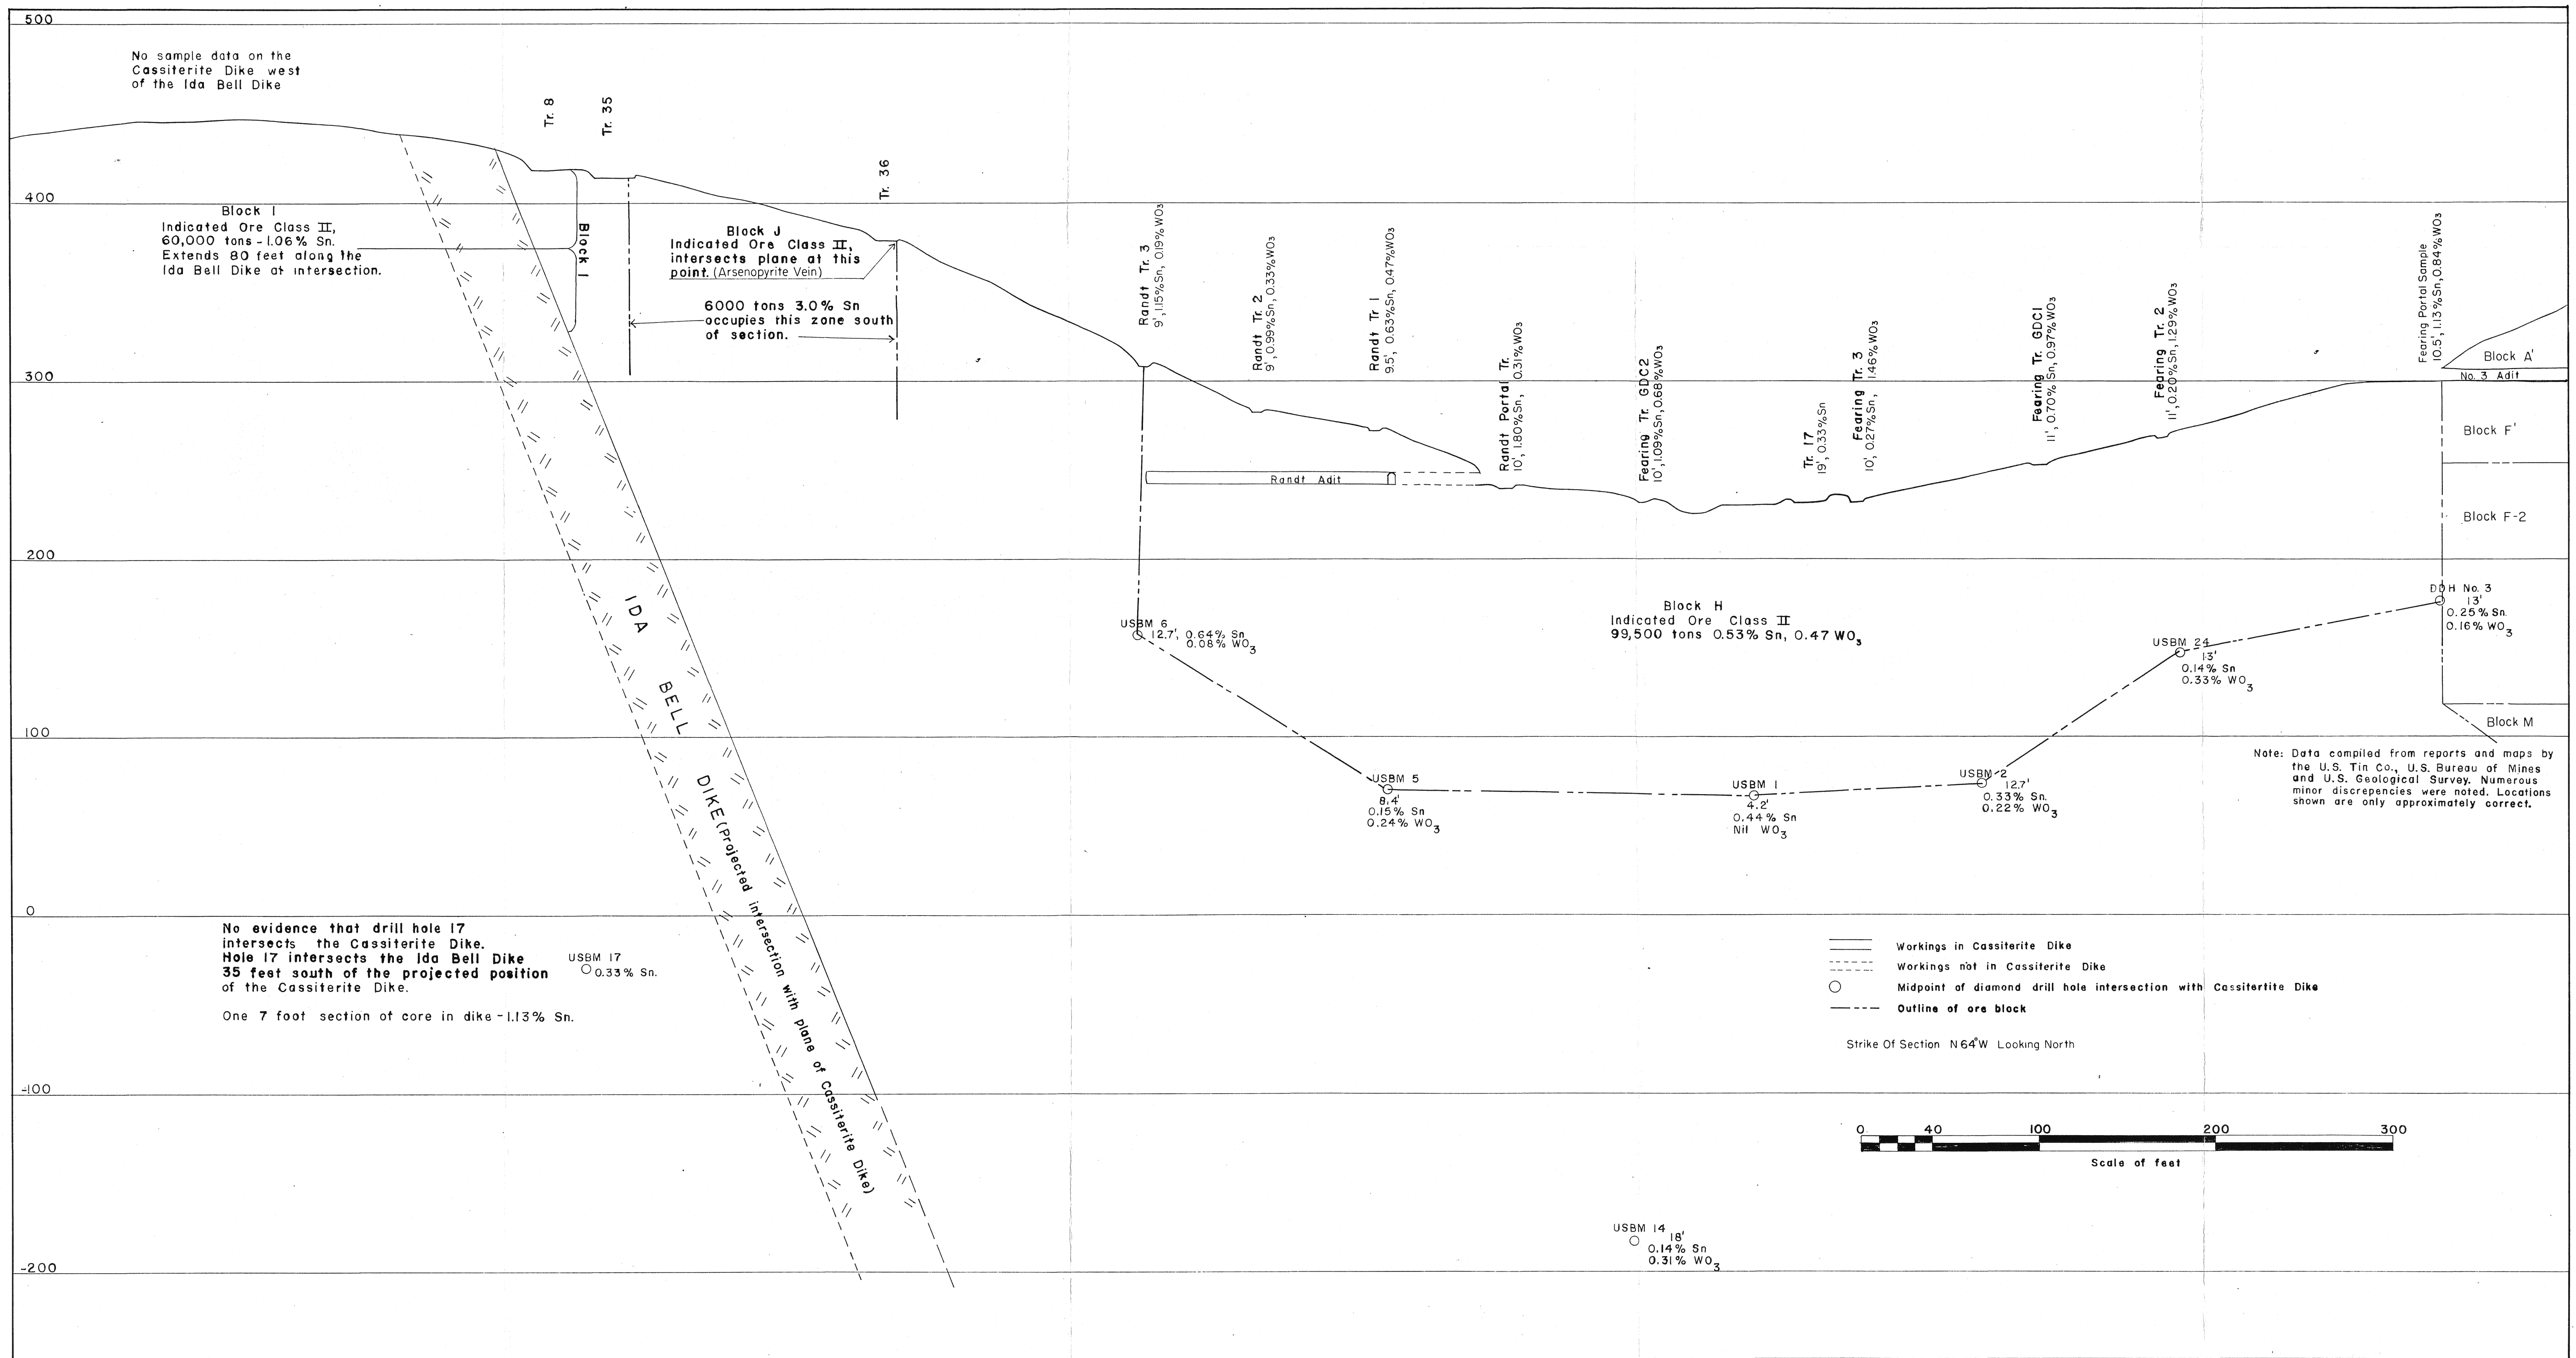 500
No sample data on the
Cassiterite Dike west
of the Ida Bell Dike
Tr. 8
Tr. 35
Tr. 36
400
Block I
Indicated Ore Class II,
60,000 tons - 1.06% Sn.
Extends 80 feet along the
Ida Bell Dike at intersection.
Block I
Block J
Indicated Ore Class II,
intersects plane at this
point. (Arsenopyrite Vein)
6000 tons 3.0% Sn
occupies this zone south
of section.
Randt Tr. 3
9', 1.15% Sn, 0.19% WO3
Randt Tr. 2
9', 0.99% Sn, 0.33% WO3
Randt Tr 1
9.5', 0.63% Sn, 0.47% WO3
Randt Portal Tr.
10', 1.80% Sn, 0.31% WO3
Fearing Tr. GDC2
10', 1.09% Sn, 0.68% WO3
Tr. 17
19', 0.33% Sn
Fearing Tr. 3
10', 0.27% Sn, 1.46% WO3
Fearing Tr. GDC1
11', 0.70% Sn, 0.97% WO3
Fearing Tr. 2
11', 0.20% Sn, 1.29% WO3
Fearing Portal Sample
10.5', 1.13% Sn, 0.84% WO3
Block A'
No. 3 Adit
300
Block F'
Randt Adit
Block F-2
200
IDA BELL DIKE (Projected intersection with plane of Cassiterite Dike)
USBM 6
12.7', 0.64% Sn
0.08% WO3
Block H
Indicated Ore Class II
99,500 tons 0.53% Sn, 0.47 WO3
DDH No. 3
13'
0.25% Sn.
0.16% WO3
USBM 24
13'
0.14% Sn
0.33% WO3
Block M
100
USBM 5
8.4'
0.15% Sn
0.24% WO3
USBM 1
4.2'
0.44% Sn
Nil WO3
USBM-2
12.7'
0.33% Sn.
0.22% WO3
Note: Data compiled from reports and maps by
the U.S. Tin Co., U.S. Bureau of Mines
and U.S. Geological Survey. Numerous
minor discrepencies were noted. Locations
shown are only approximately correct.
0
No evidence that drill hole 17
intersects the Cassiterite Dike.
Hole 17 intersects the Ida Bell Dike
35 feet south of the projected position
of the Cassiterite Dike.
One 7 foot section of core in dike - 1.13% Sn.
USBM 17
0.33% Sn.
Workings in Cassiterite Dike
Workings not in Cassiterite Dike
Midpoint of diamond drill hole intersection with Cassitertite Dike
Outline of ore block
Strike Of Section N 64°W Looking North
-100
0 40 100 200 300
Scale of feet
USBM 14
18'
0.14% Sn
0.31% WO3
-200